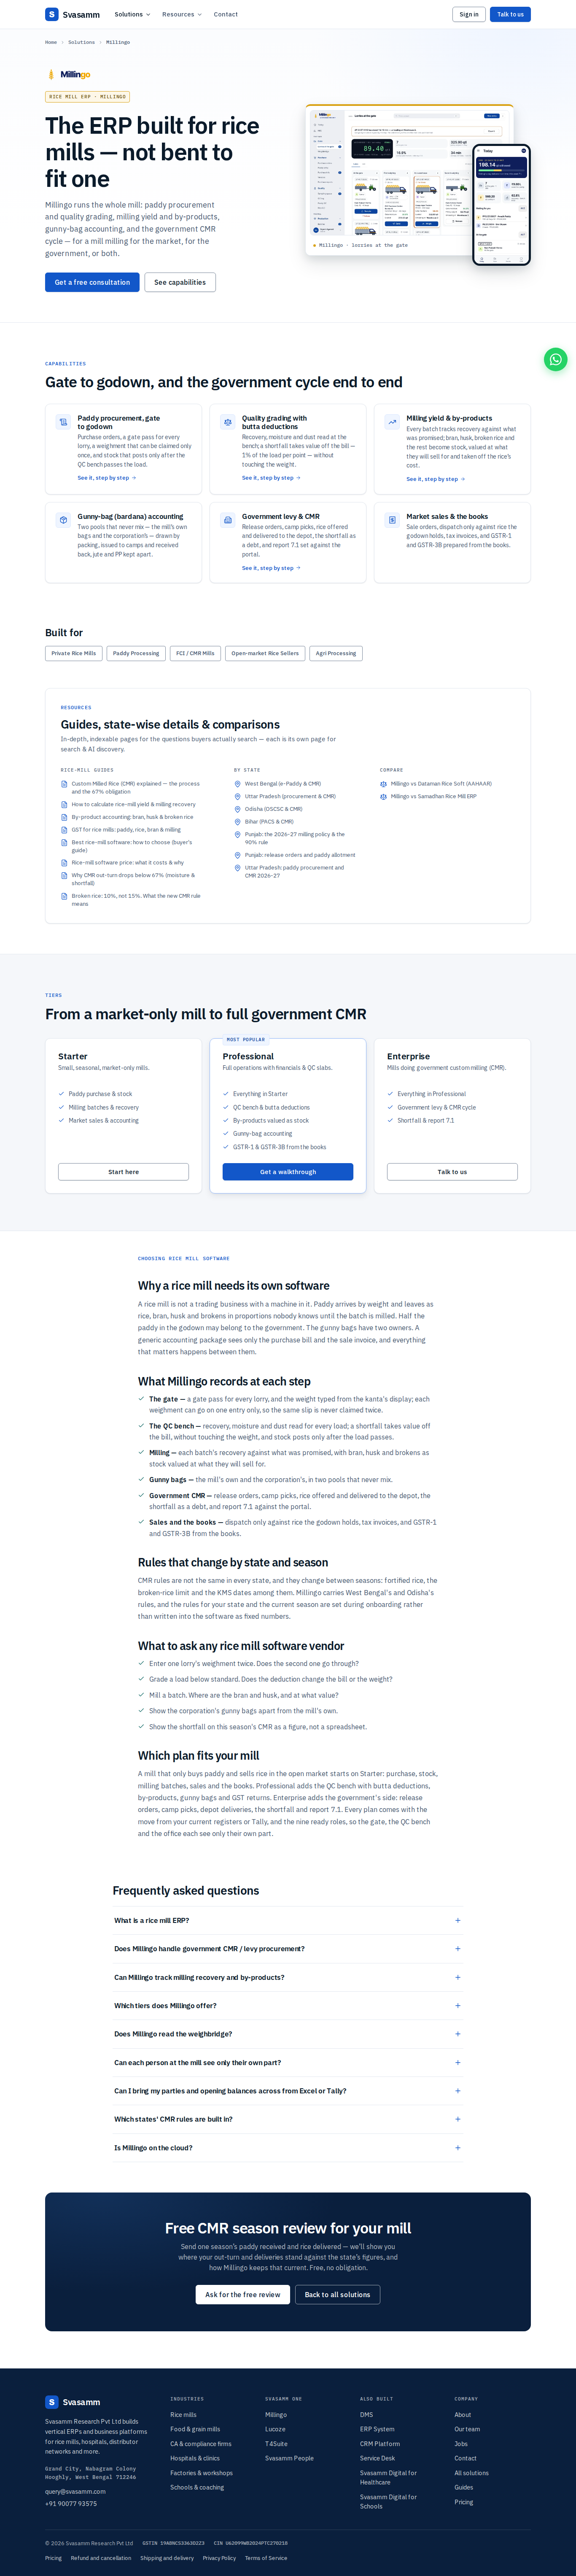 Svasamm
Solutions
Resources
Contact
Sign in
Talk to us
Home > Solutions > Millingo
Millingo
RICE MILL ERP · MILLINGO
The ERP built for rice
mills — not bent to
fit one
Millingo runs the whole mill: paddy procurement
and quality grading, milling yield and by-products,
gunny-bag accounting, and the government CMR
cycle — for a mill milling for the market, for the
government, or both.
Get a free consultation
See capabilities
Millingo · lorries at the gate
CAPABILITIES
Gate to godown, and the government cycle end to end
Paddy procurement, gate
to godown
Purchase orders, a gate pass for every
lorry, a weighment that can be claimed only
once, and stock that posts only after the
QC bench passes the load.
See it, step by step →
Quality grading with
butta deductions
Recovery, moisture and dust read at the
bench; a shortfall takes value off the bill —
1% of the load per point — without
touching the weight.
See it, step by step →
Milling yield & by-products
Every batch tracks recovery against what
was promised; bran, husk, broken rice and
the rest become stock, valued at what
they will sell for and taken off the rice's
cost.
See it, step by step →
Gunny-bag (bardana) accounting
Two pools that never mix — the mill's own
bags and the corporation's — drawn by
packing, issued to camps and received
back, jute and PP kept apart.
Government levy & CMR
Release orders, camp picks, rice offered
and delivered to the depot, the shortfall as
a debt, and report 7.1 set against the
portal.
See it, step by step →
Market sales & the books
Sale orders, dispatch only against rice the
godown holds, tax invoices, and GSTR-1
and GSTR-3B prepared from the books.
Built for
Private Rice Mills
Paddy Processing
FCI / CMR Mills
Open-market Rice Sellers
Agri Processing
RESOURCES
Guides, state-wise details & comparisons
In-depth, indexable pages for the questions buyers actually search — each is its own page for
search & AI discovery.
RICE-MILL GUIDES
Custom Milled Rice (CMR) explained — the process
and the 67% obligation
How to calculate rice-mill yield & milling recovery
By-product accounting: bran, husk & broken rice
GST for rice mills: paddy, rice, bran & milling
Best rice-mill software: how to choose (buyer's
guide)
Rice-mill software price: what it costs & why
Why CMR out-turn drops below 67% (moisture &
shortfall)
Broken rice: 10%, not 15%. What the new CMR rule
means
BY STATE
West Bengal (e-Paddy & CMR)
Uttar Pradesh (procurement & CMR)
Odisha (OSCSC & CMR)
Bihar (PACS & CMR)
Punjab: the 2026-27 milling policy & the
90% rule
Punjab: release orders and paddy allotment
Uttar Pradesh: paddy procurement and
CMR 2026-27
COMPARE
Millingo vs Dataman Rice Soft (AAHAAR)
Millingo vs Samadhan Rice Mill ERP
TIERS
From a market-only mill to full government CMR
Starter
Small, seasonal, market-only mills.
Paddy purchase & stock
Milling batches & recovery
Market sales & accounting
Start here
MOST POPULAR
Professional
Full operations with financials & QC slabs.
Everything in Starter
QC bench & butta deductions
By-products valued as stock
Gunny-bag accounting
GSTR-1 & GSTR-3B from the books
Get a walkthrough
Enterprise
Mills doing government custom milling (CMR).
Everything in Professional
Government levy & CMR cycle
Shortfall & report 7.1
Talk to us
CHOOSING RICE MILL SOFTWARE
Why a rice mill needs its own software
A rice mill is not a trading business with a machine in it. Paddy arrives by weight and leaves as
rice, bran, husk and brokens in proportions nobody knows until the batch is milled. Half the
paddy in the godown may belong to the government. The gunny bags have two owners. A
generic accounting package sees only the purchase bill and the sale invoice, and everything
that matters happens between them.
What Millingo records at each step
The gate — a gate pass for every lorry, and the weight typed from the kanta's display; each
weighment can go on one entry only, so the same slip is never claimed twice.
The QC bench — recovery, moisture and dust read for every load; a shortfall takes value off
the bill, without touching the weight, and stock posts only after the load passes.
Milling — each batch's recovery against what was promised, with bran, husk and brokens as
stock valued at what they will sell for.
Gunny bags — the mill's own and the corporation's, in two pools that never mix.
Government CMR — release orders, camp picks, rice offered and delivered to the depot, the
shortfall as a debt, and report 7.1 against the portal.
Sales and the books — dispatch only against rice the godown holds, tax invoices, and GSTR-1
and GSTR-3B from the books.
Rules that change by state and season
CMR rules are not the same in every state, and they change between seasons: fortified rice, the
broken-rice limit and the KMS dates among them. Millingo carries West Bengal's and Odisha's
rules, and the rules for your state and the current season are set during onboarding rather
than written into the software as fixed numbers.
What to ask any rice mill software vendor
Enter one lorry's weighment twice. Does the second one go through?
Grade a load below standard. Does the deduction change the bill or the weight?
Mill a batch. Where are the bran and husk, and at what value?
Show the corporation's gunny bags apart from the mill's own.
Show the shortfall on this season's CMR as a figure, not a spreadsheet.
Which plan fits your mill
A mill that only buys paddy and sells rice in the open market starts on Starter: purchase, stock,
milling batches, sales and the books. Professional adds the QC bench with butta deductions,
by-products, gunny bags and GST returns. Enterprise adds the government's side: release
orders, camp picks, depot deliveries, the shortfall and report 7.1. Every plan comes with the
move from your current registers or Tally, and the nine ready roles, so the gate, the QC bench
and the office each see only their own part.
Frequently asked questions
What is a rice mill ERP?
Does Millingo handle government CMR / levy procurement?
Can Millingo track milling recovery and by-products?
Which tiers does Millingo offer?
Does Millingo read the weighbridge?
Can each person at the mill see only their own part?
Can I bring my parties and opening balances across from Excel or Tally?
Which states' CMR rules are built in?
Is Millingo on the cloud?
Free CMR season review for your mill
Send one season's paddy received and rice delivered — we'll show you
where your out-turn and deliveries stand against the state's figures, and
how Millingo keeps that current. Free, no obligation.
Ask for the free review
Back to all solutions
Svasamm
Svasamm Research Pvt Ltd builds
vertical ERPs and business platforms
for rice mills, hospitals, distributor
networks and more.
Grand City, Nabagram Colony
Hooghly, West Bengal 712246
query@svasamm.com
+91 90077 93575
INDUSTRIES
Rice mills
Food & grain mills
CA & compliance firms
Hospitals & clinics
Factories & workshops
Schools & coaching
SVASAMM ONE
Millingo
Lucoze
T4Suite
Svasamm People
ALSO BUILT
DMS
ERP System
CRM Platform
Service Desk
Svasamm Digital for
Healthcare
Svasamm Digital for
Schools
COMPANY
About
Our team
Jobs
Contact
All solutions
Guides
Pricing
© 2026 Svasamm Research Pvt Ltd
Pricing
Refund and cancellation
Shipping and delivery
Privacy Policy
Terms of Service